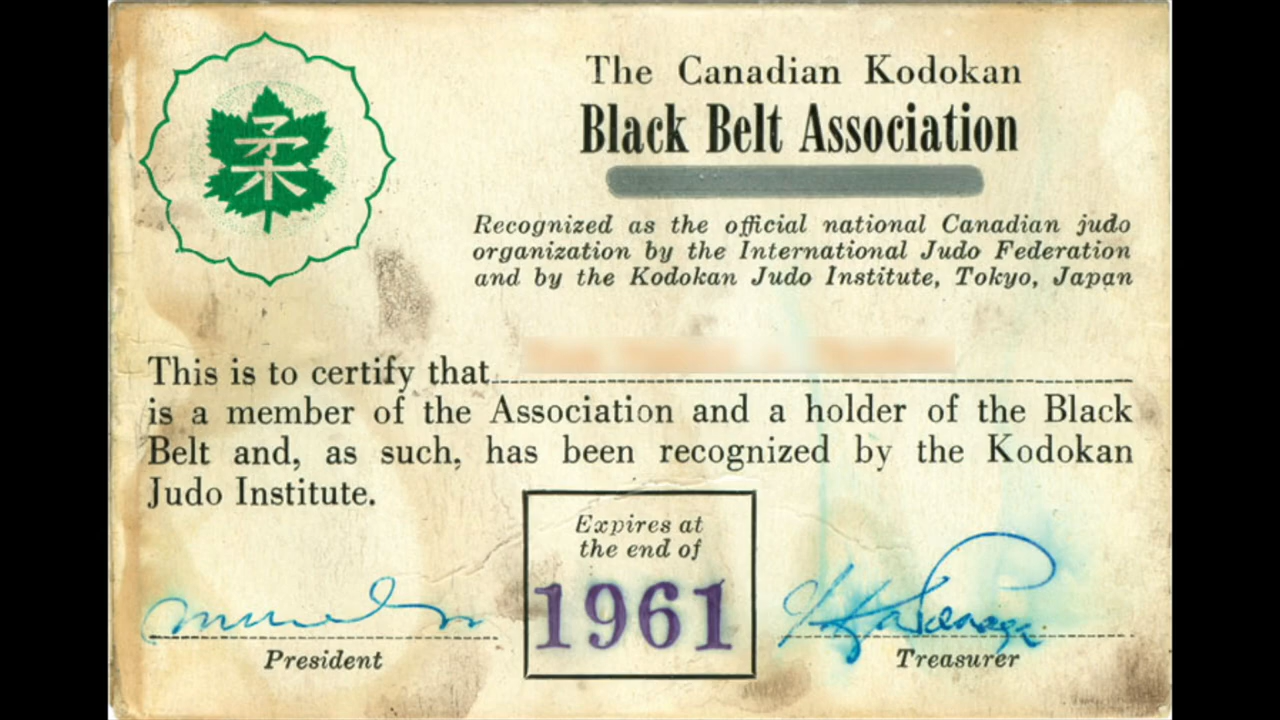 柔
The Canadian Kodokan
Black Belt Association
Recognized as the official national Canadian judo
organization by the International Judo Federation
and by the Kodokan Judo Institute, Tokyo, Japan
This is to certify that
is a member of the Association and a holder of the Black
Belt and, as such, has been recognized by the Kodokan
Judo Institute.
Expires at
the end of
1961
President
Treasurer